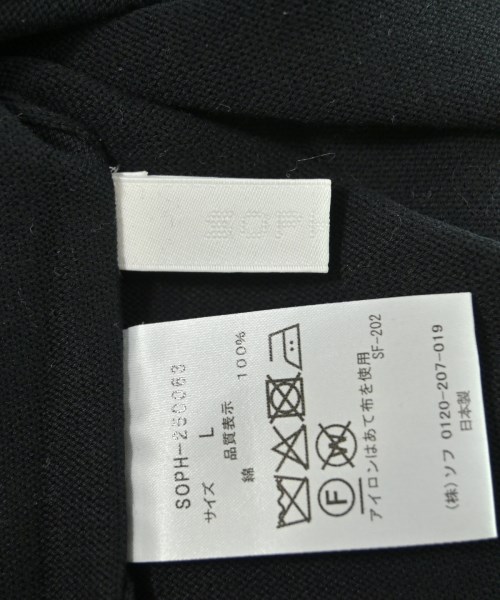 SOPH
SOPH-250063
サイズ
L
品質表示
綿 100%
F W
アイロンはあて布を使用
SF-202
(株)ソフ 0120-207-019
日本製